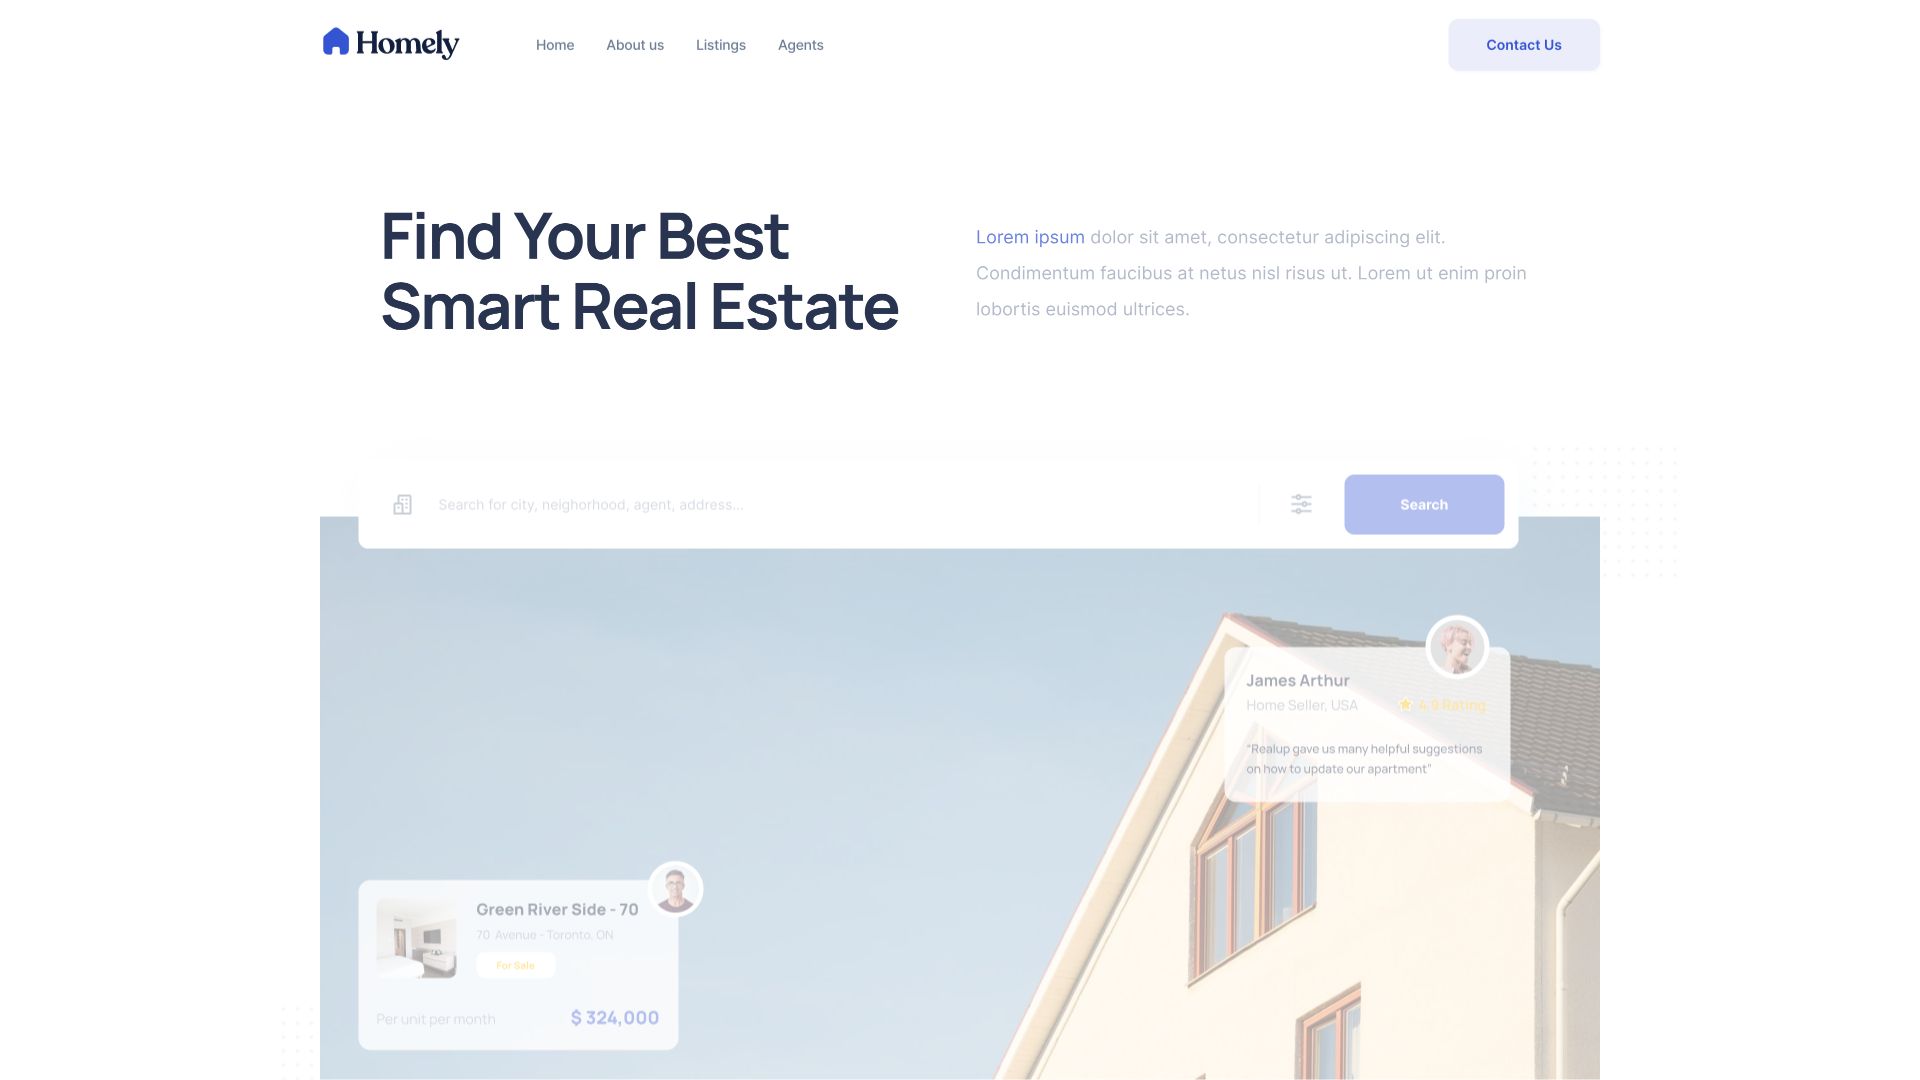 Homely
Home
About us
Listings
Agents
Contact Us
Find Your Best
Smart Real Estate
Lorem ipsum dolor sit amet, consectetur adipiscing elit.
Condimentum faucibus at netus nisl risus ut. Lorem ut enim proin
lobortis euismod ultrices.
Search for city, neighorhood, agent, address...
Search
James Arthur
Home Seller, USA
4.9 Rating
“Realup gave us many helpful suggestions
on how to update our apartment”
Green River Side - 70
70 Avenue - Toronto, ON
For Sale
Per unit per month
$ 324,000